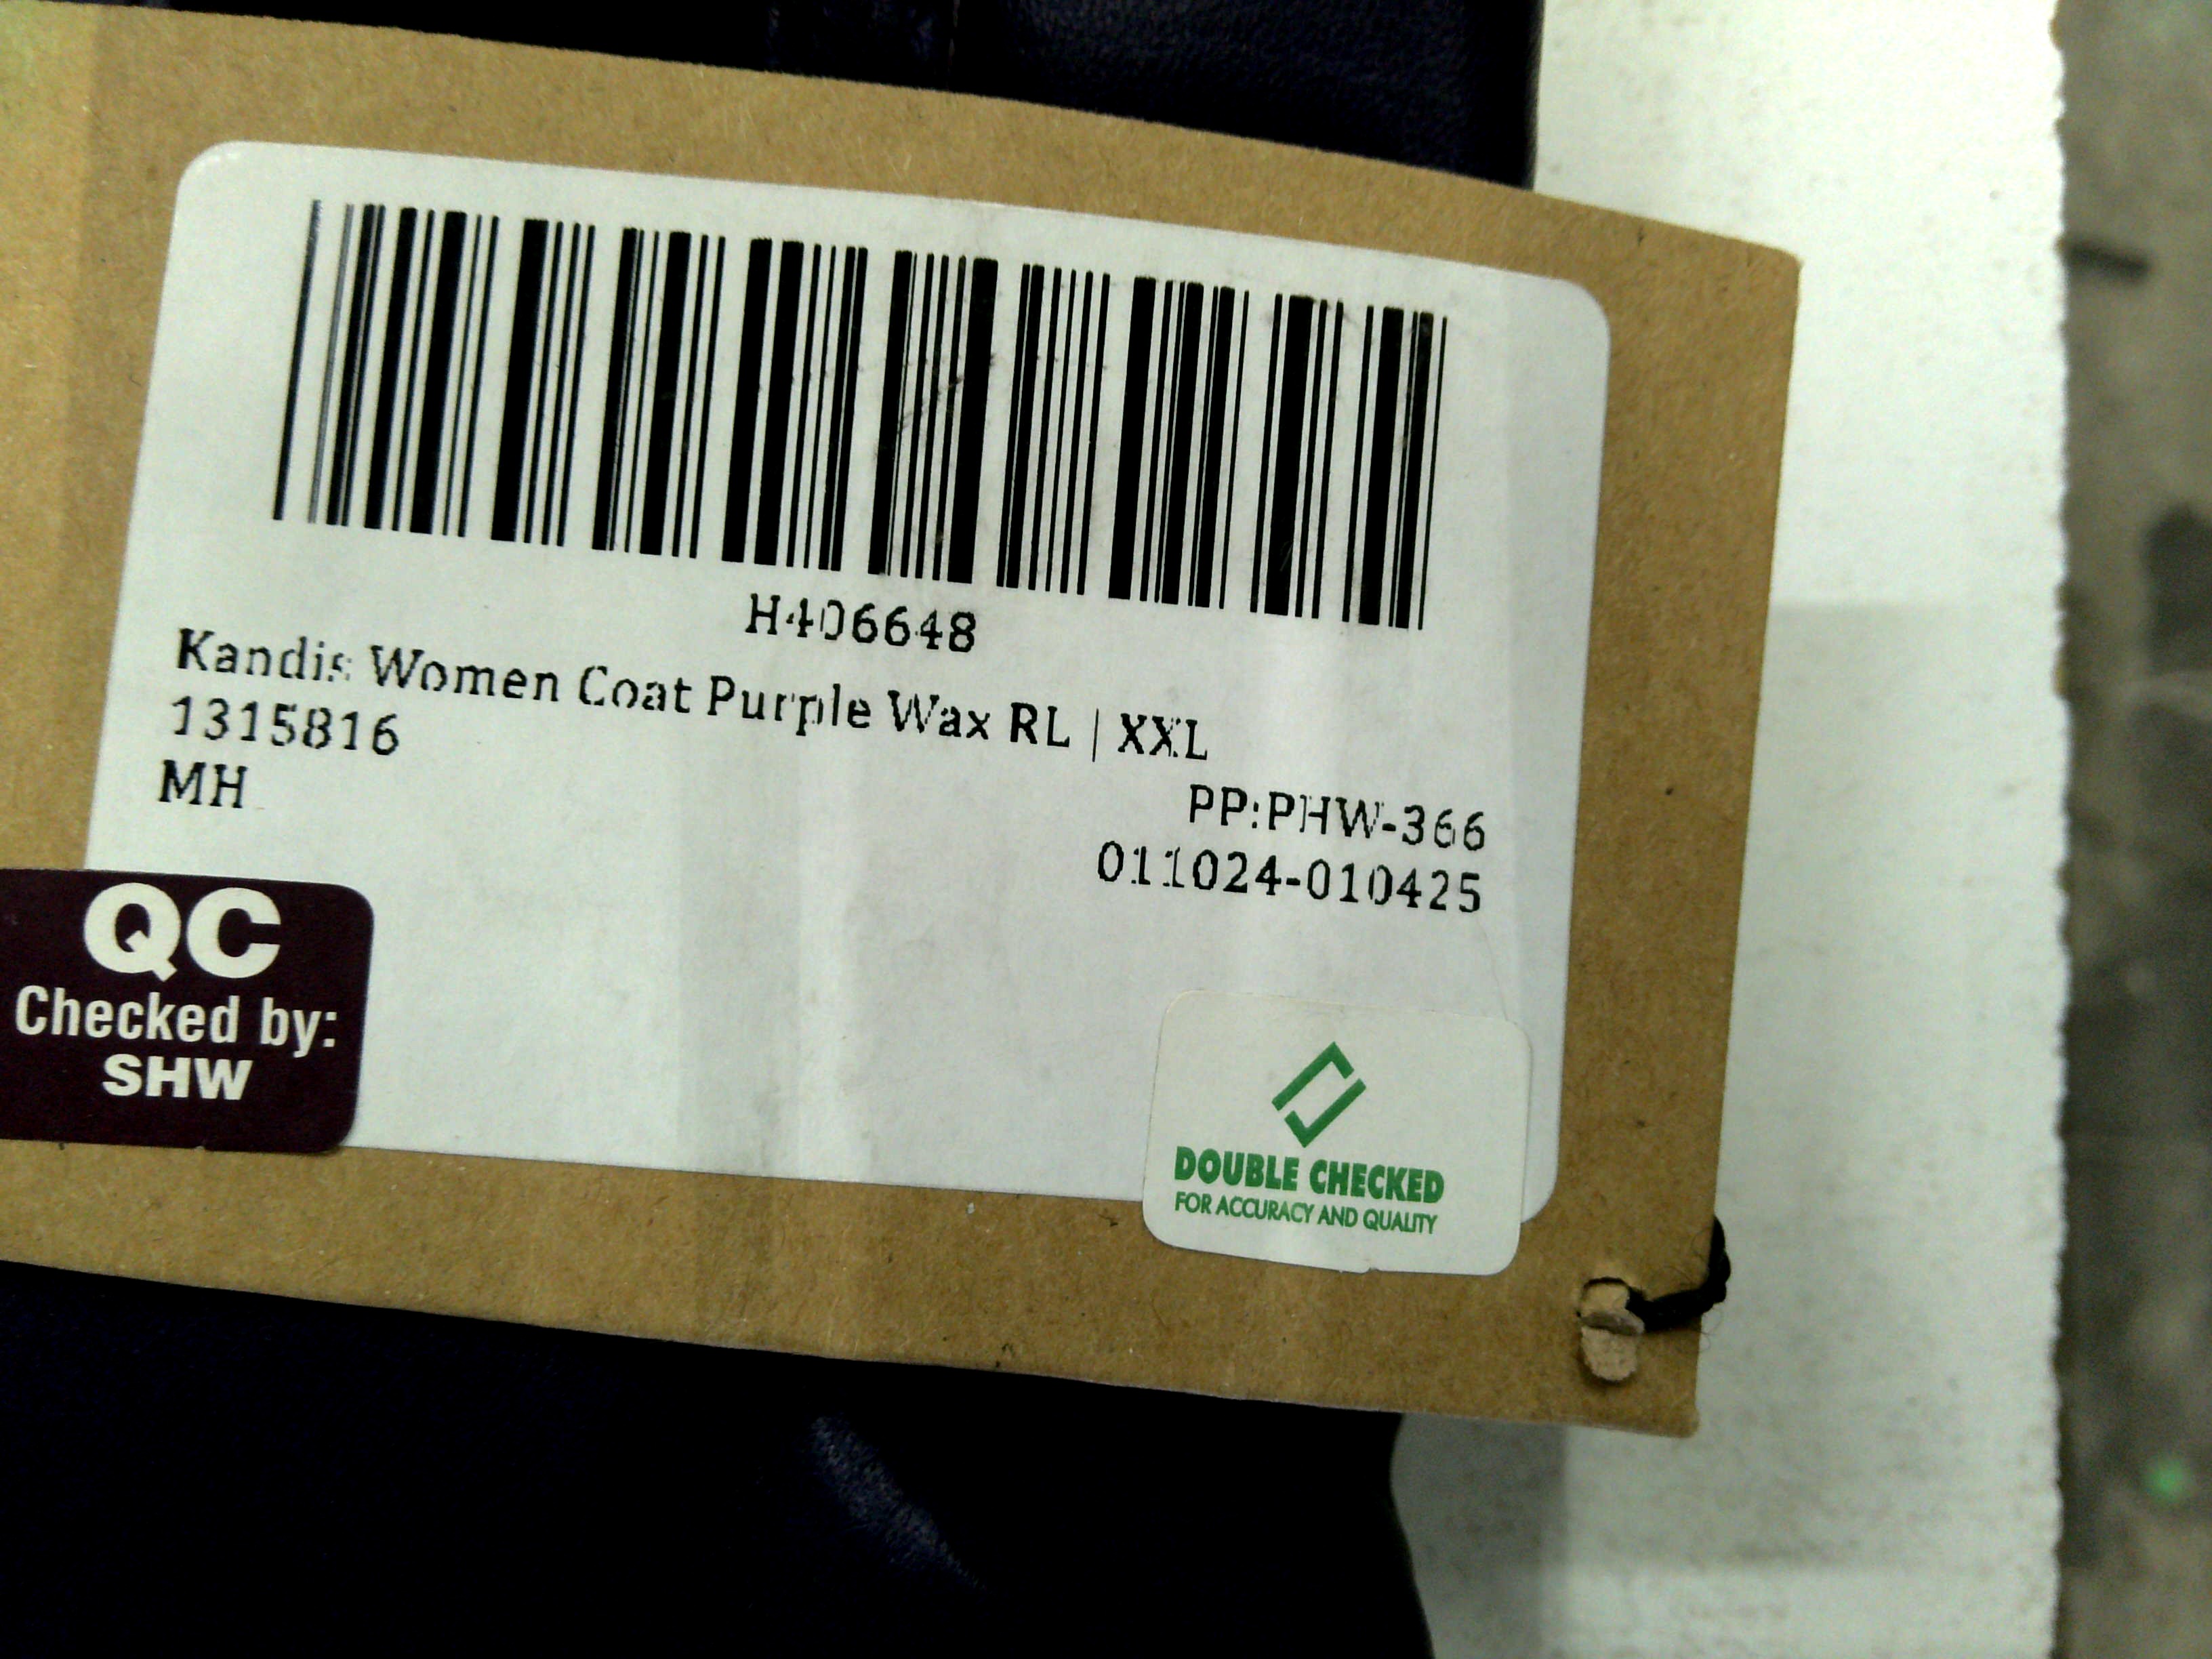 H406648
Kandis Women Coat Purple Wax RL | XXL
1315816
MH
PP:PHW-366
011024-010425
QC
Checked by:
SHW
DOUBLE CHECKED
FOR ACCURACY AND QUALITY